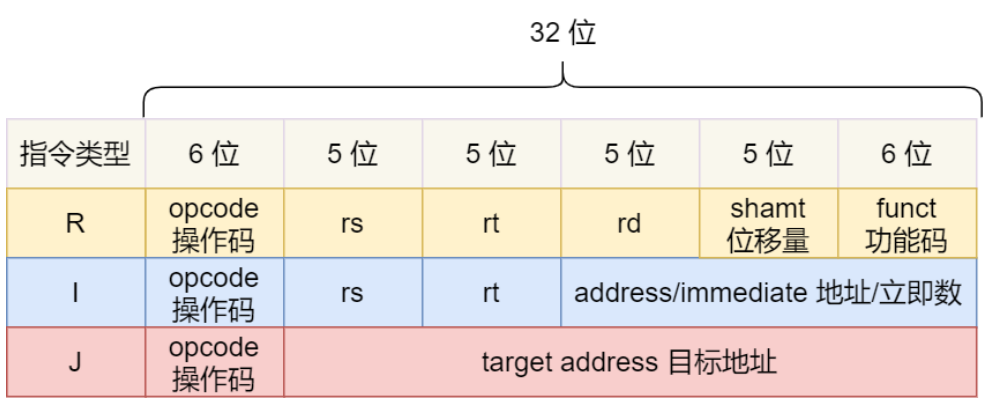 32 位
指令类型 6 位 5 位 5 位 5 位 5 位 6 位
R opcode 操作码 rs rt rd shamt 位移量 funct 功能码
I opcode 操作码 rs rt address/immediate 地址/立即数
J opcode 操作码 target address 目标地址